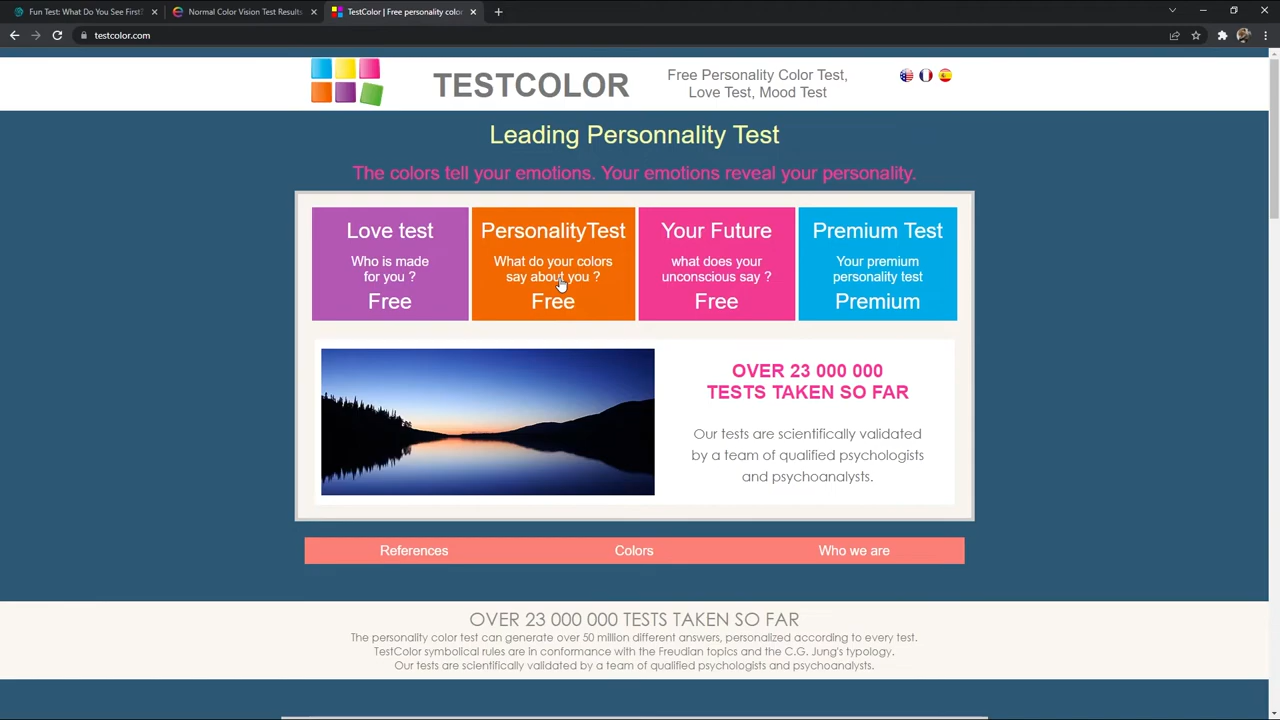 Fun Test: What Do You See First?
Normal Color Vision Test Results
TestColor | Free personality color
testcolor.com
TESTCOLOR
Free Personality Color Test,
Love Test, Mood Test
Leading Personnality Test
The colors tell your emotions. Your emotions reveal your personality.
Love test
Who is made
for you ?
Free
PersonalityTest
What do your colors
say about you ?
Free
Your Future
what does your
unconscious say ?
Free
Premium Test
Your premium
personality test
Premium
OVER 23 000 000
TESTS TAKEN SO FAR
Our tests are scientifically validated
by a team of qualified psychologists
and psychoanalysts.
References
Colors
Who we are
OVER 23 000 000 TESTS TAKEN SO FAR
The personality color test can generate over 50 million different answers, personalized according to every test.
TestColor symbolical rules are in conformance with the Freudian topics and the C.G. Jung's typology.
Our tests are scientifically validated by a team of qualified psychologists and psychoanalysts.